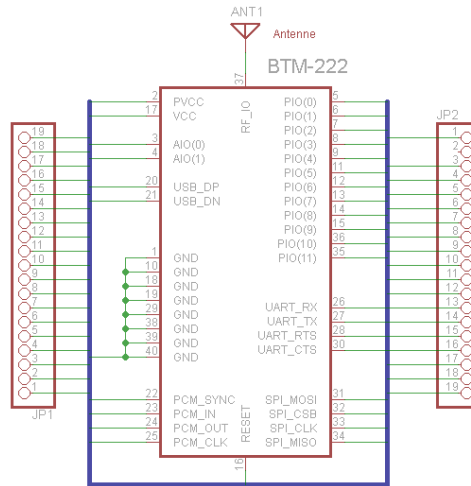 ANT1
Antenne
BTM-222
37
RF_IO
2 PVCC PIO(0) 5
17 VCC PIO(1) 6
PIO(2) 7
3 AIO(0) PIO(3) 8
4 AIO(1) PIO(4) 9
PIO(5) 11
20 USB_DP PIO(6) 12
21 USB_DN PIO(7) 13
PIO(8) 14
PIO(9) 15
PIO(10) 36
1 GND PIO(11) 35
10 GND
18 GND
19 GND
29 GND UART_RX 26
38 GND UART_TX 27
39 GND UART_RTS 28
40 GND UART_CTS 30
22 PCM_SYNC SPI_MOSI 31
23 PCM_IN SPI_CSB 32
24 PCM_OUT SPI_CLK 33
25 PCM_CLK SPI_MISO 34
RESET
16
19
18
17
16
15
14
13
12
11
10
9
8
7
6
5
4
3
2
1
JP1
JP2
1
2
3
4
5
6
7
8
9
10
11
12
13
14
15
16
17
18
19